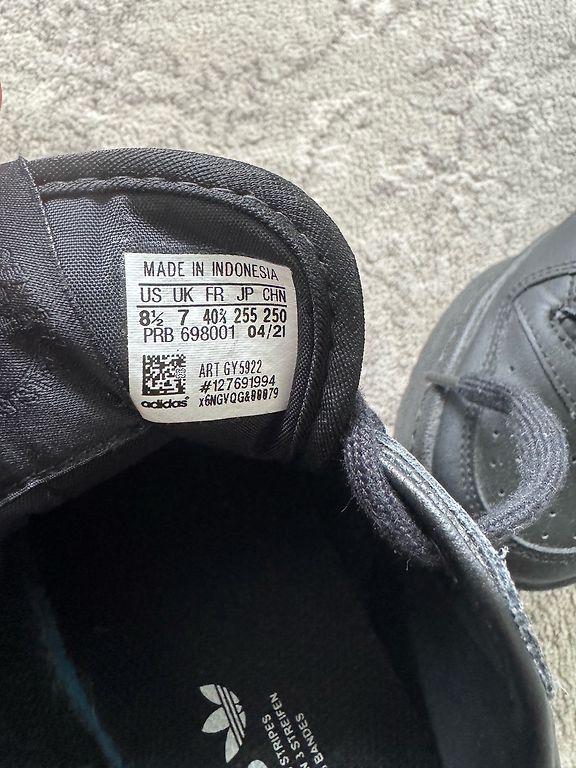 MADE IN INDONESIA
US UK FR JP CHN
8½ 7 40⅔ 255 250
PRB 698001 04/21
ART GY5922
#127691994
x6NGVQG&00079
adidas
STRIPES
3 STREIFEN
BANDES